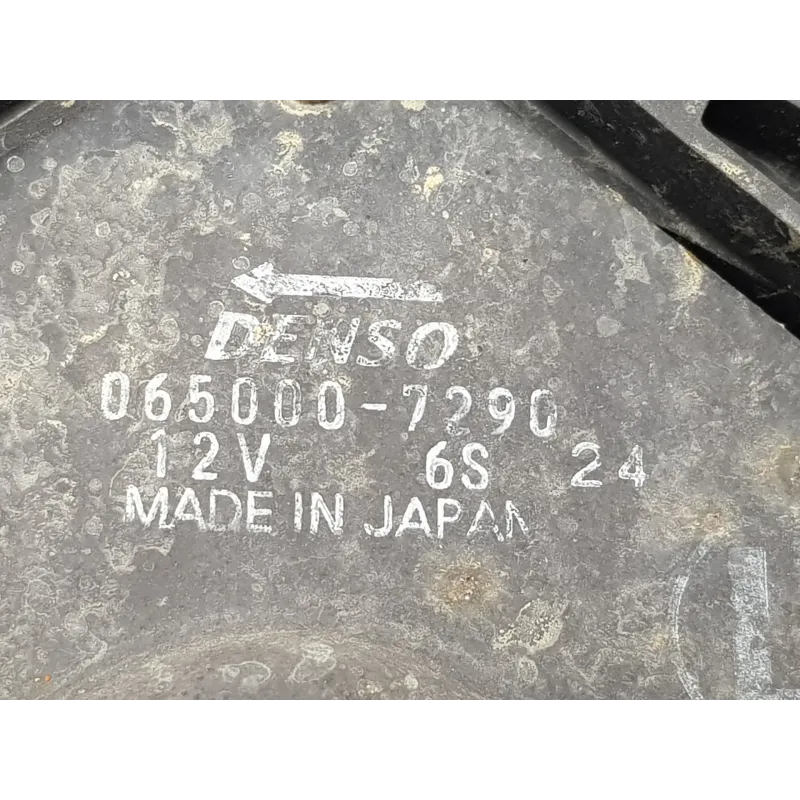 DENSO
065000-7290
12V 6S 24
MADE IN JAPAN